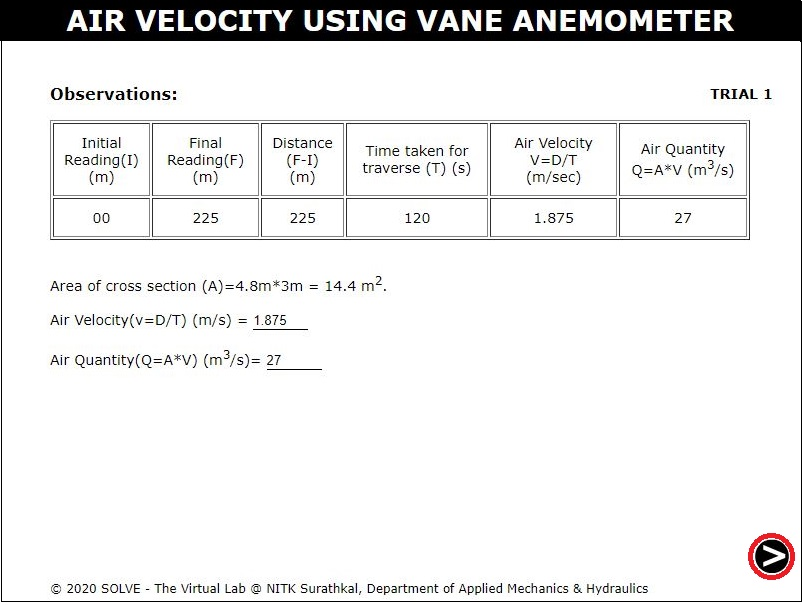 AIR VELOCITY USING VANE ANEMOMETER
Observations:
TRIAL 1
Initial
Reading(I)
(m)
Final
Reading(F)
(m)
Distance
(F-I)
(m)
Time taken for
traverse (T) (s)
Air Velocity
V=D/T
(m/sec)
Air Quantity
Q=A*V (m³/s)
00
225
225
120
1.875
27
Area of cross section (A)=4.8m*3m = 14.4 m².
Air Velocity(v=D/T) (m/s) = 1.875
Air Quantity(Q=A*V) (m³/s)= 27
© 2020 SOLVE - The Virtual Lab @ NITK Surathkal, Department of Applied Mechanics & Hydraulics